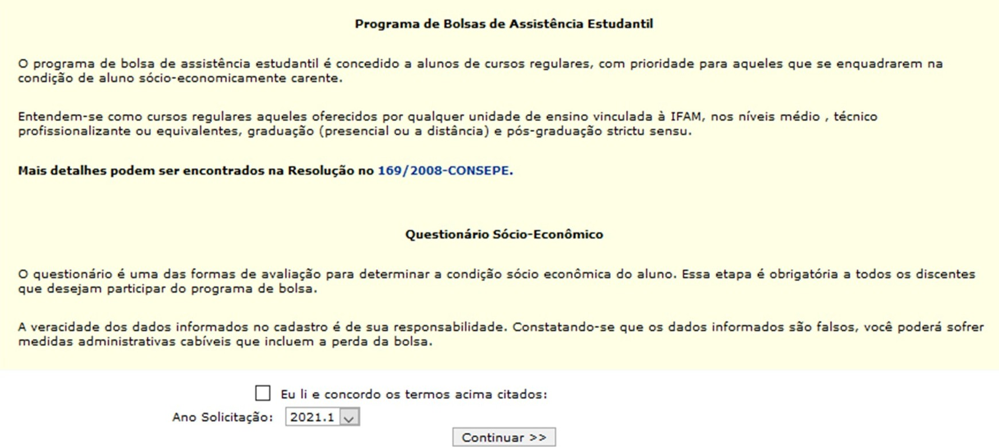 Programa de Bolsas de Assistência Estudantil
O programa de bolsa de assistência estudantil é concedido a alunos de cursos regulares, com prioridade para aqueles que se enquadrarem na
condição de aluno sócio-economicamente carente.
Entendem-se como cursos regulares aqueles oferecidos por qualquer unidade de ensino vinculada à IFAM, nos níveis médio , técnico
profissionalizante ou equivalentes, graduação (presencial ou a distância) e pós-graduação strictu sensu.
Mais detalhes podem ser encontrados na Resolução no 169/2008-CONSEPE.
Questionário Sócio-Econômico
O questionário é uma das formas de avaliação para determinar a condição sócio econômica do aluno. Essa etapa é obrigatória a todos os discentes
que desejam participar do programa de bolsa.
A veracidade dos dados informados no cadastro é de sua responsabilidade. Constatando-se que os dados informados são falsos, você poderá sofrer
medidas administrativas cabíveis que incluem a perda da bolsa.
Eu li e concordo os termos acima citados:
Ano Solicitação: 2021.1
Continuar >>